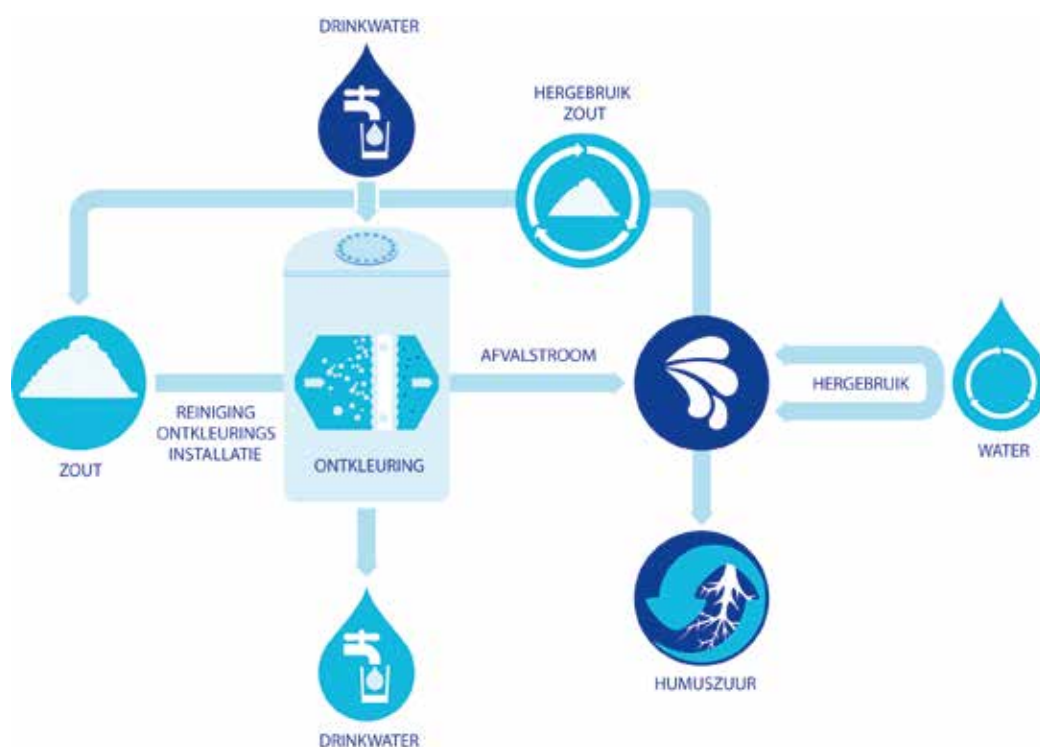 DRINKWATER
HERGEBRUIK
ZOUT
AFVALSTROOM
HERGEBRUIK
REINIGING
ONTKLEURINGS
INSTALLATIE
ZOUT
ONTKLEURING
WATER
HUMUSZUUR
DRINKWATER